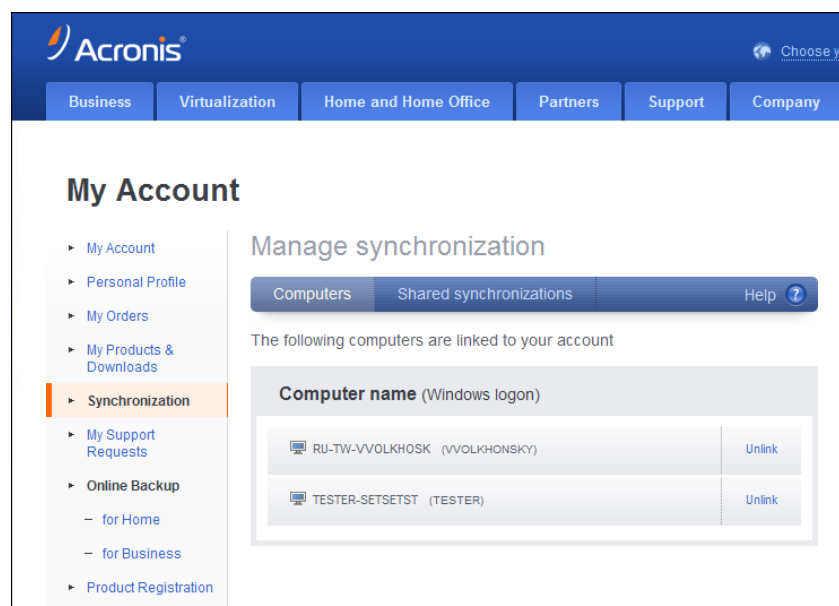 Acronis®
Choose y
Business Virtualization Home and Home Office Partners Support Company
My Account
My Account
Personal Profile
My Orders
My Products &
Downloads
Synchronization
My Support
Requests
Online Backup
– for Home
– for Business
Product Registration
Manage synchronization
Computers Shared synchronizations Help ?
The following computers are linked to your account
Computer name (Windows logon)
RU-TW-VVOLKHOSK (VVOLKHONSKY) Unlink
TESTER-SETSETST (TESTER) Unlink